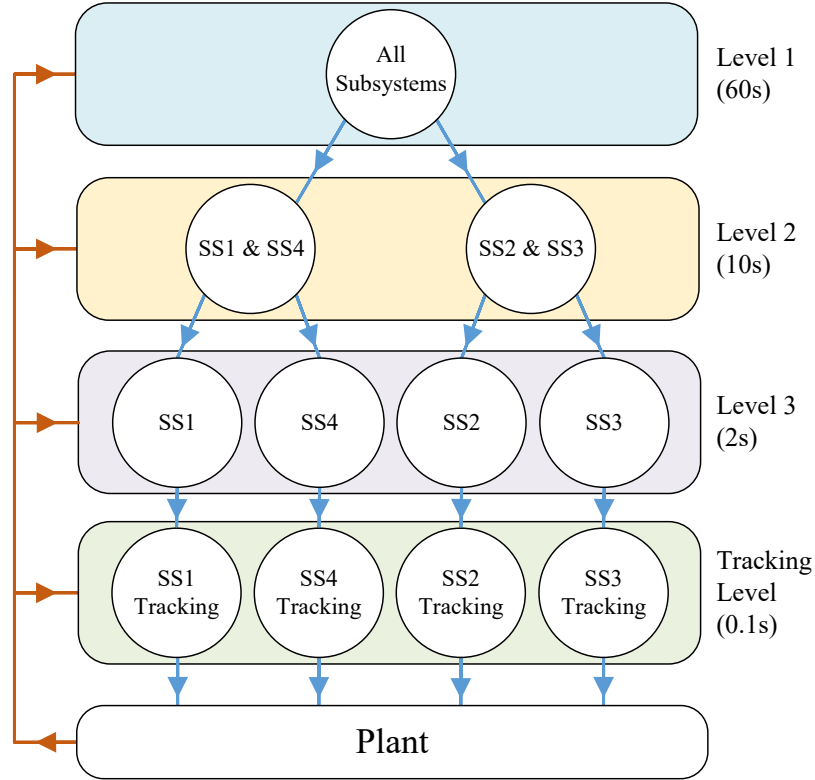 All
Subsystems
Level 1
(60s)
SS1 & SS4
SS2 & SS3
Level 2
(10s)
SS1
SS4
SS2
SS3
Level 3
(2s)
SS1
Tracking
SS4
Tracking
SS2
Tracking
SS3
Tracking
Tracking
Level
(0.1s)
Plant